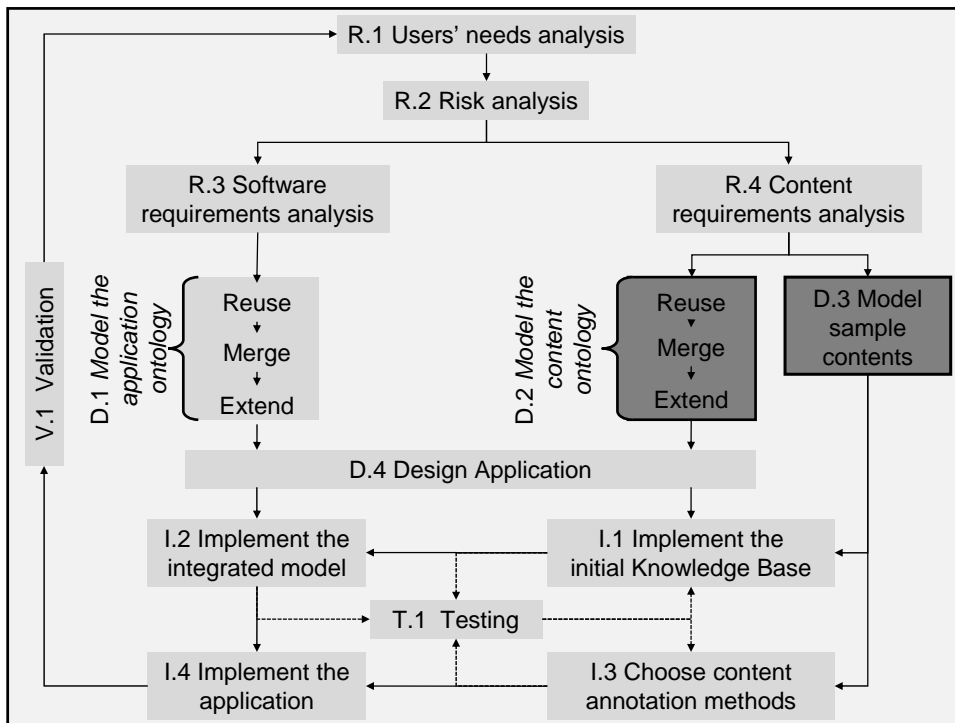 R.1 Users' needs analysis
R.2 Risk analysis
R.3 Software
requirements analysis
R.4 Content
requirements analysis
V.1  Validation
D.1 Model the
application
ontology
Reuse
Merge
Extend
D.2 Model the
content
ontology
Reuse
Merge
Extend
D.3 Model
sample
contents
D.4 Design Application
I.2 Implement the
integrated model
I.1 Implement the
initial Knowledge Base
T.1  Testing
I.4 Implement the
application
I.3 Choose content
annotation methods